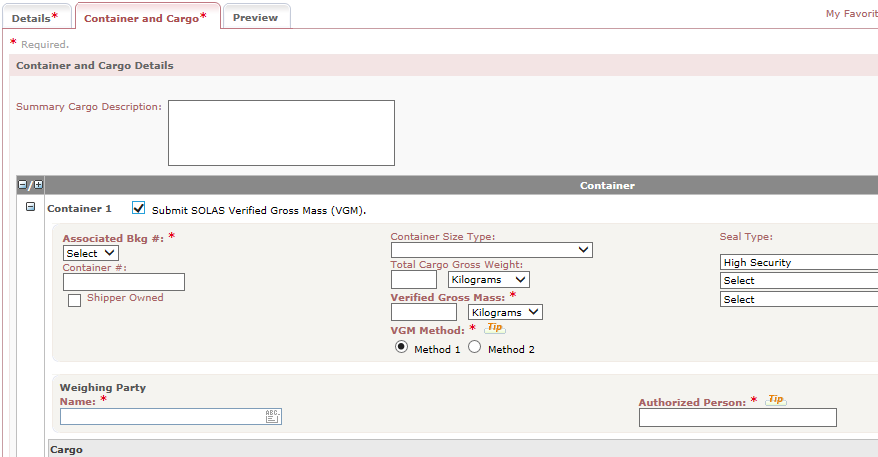 Details*
Container and Cargo*
Preview
My Favorit
* Required.
Container and Cargo Details
Summary Cargo Description:
Container
Container 1 Submit SOLAS Verified Gross Mass (VGM).
Associated Bkg #: * Container Size Type: Seal Type:
Select
Container #: Total Cargo Gross Weight: High Security
Kilograms Select
Shipper Owned Verified Gross Mass: * Select
Kilograms
VGM Method: * Tip
Method 1 Method 2
Weighing Party
Name: * Authorized Person: * Tip
ABC
Cargo